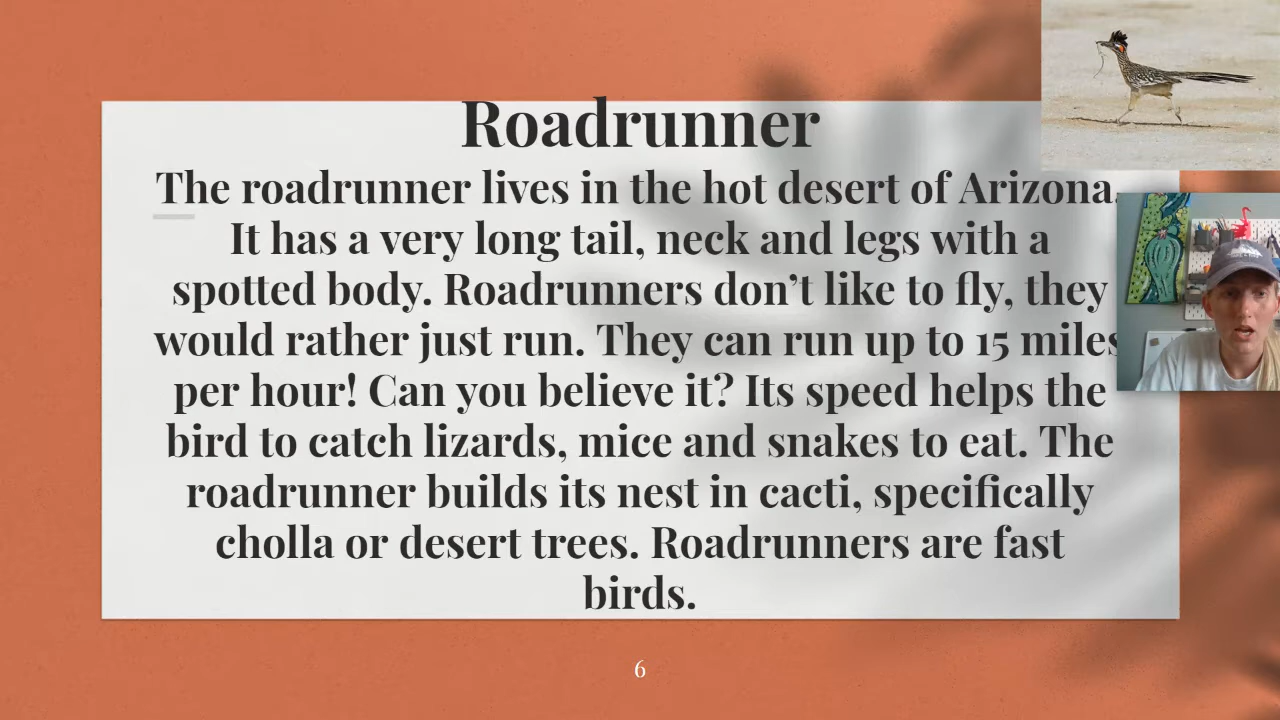 Roadrunner
The roadrunner lives in the hot desert of Arizona.
It has a very long tail, neck and legs with a
spotted body. Roadrunners don’t like to fly, they
would rather just run. They can run up to 15 miles
per hour! Can you believe it? Its speed helps the
bird to catch lizards, mice and snakes to eat. The
roadrunner builds its nest in cacti, specifically
cholla or desert trees. Roadrunners are fast
birds.
6